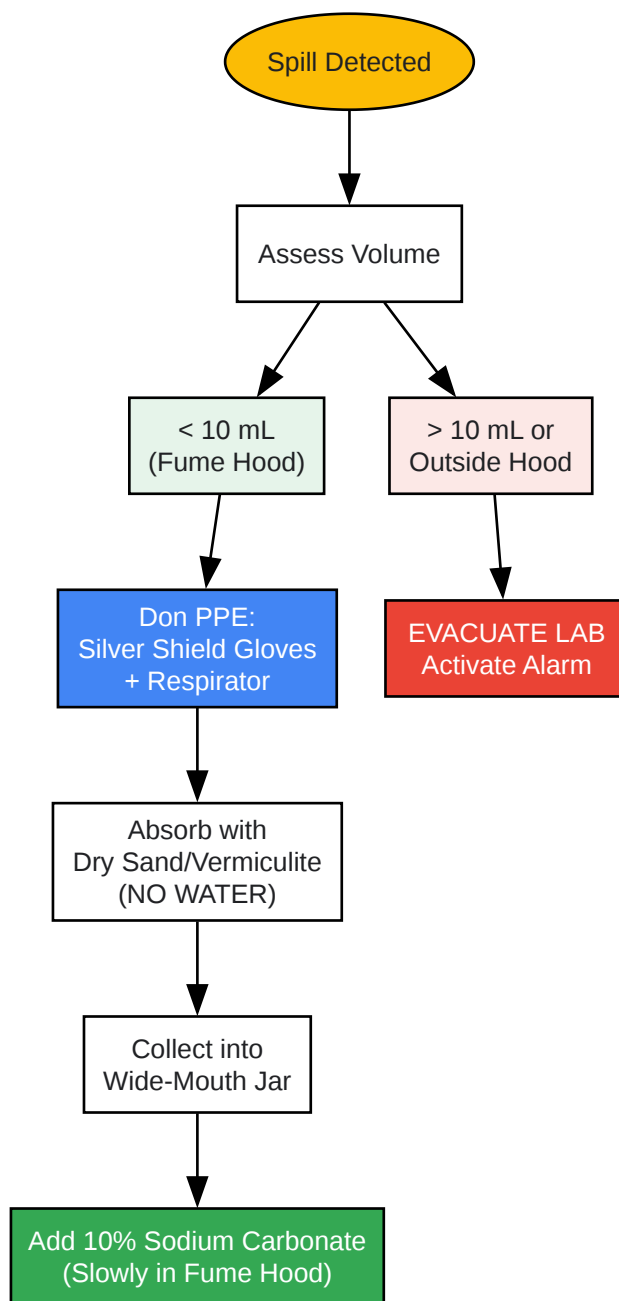 Spill Detected
Assess Volume
< 10 mL
(Fume Hood)
> 10 mL or
Outside Hood
Don PPE:
Silver Shield Gloves
+ Respirator
EVACUATE LAB
Activate Alarm
Absorb with
Dry Sand/Vermiculite
(NO WATER)
Collect into
Wide-Mouth Jar
Add 10% Sodium Carbonate
(Slowly in Fume Hood)